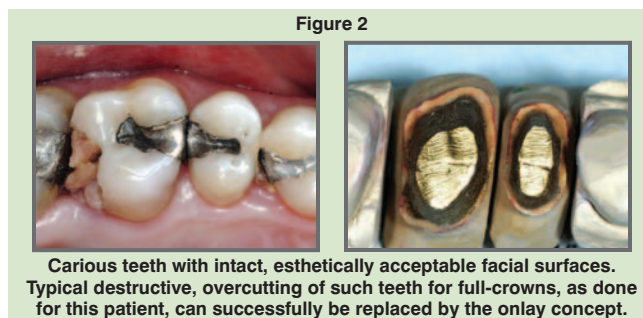 Figure 2
Carious teeth with intact, esthetically acceptable facial surfaces.
Typical destructive, overcutting of such teeth for full-crowns, as done
for this patient, can successfully be replaced by the onlay concept.